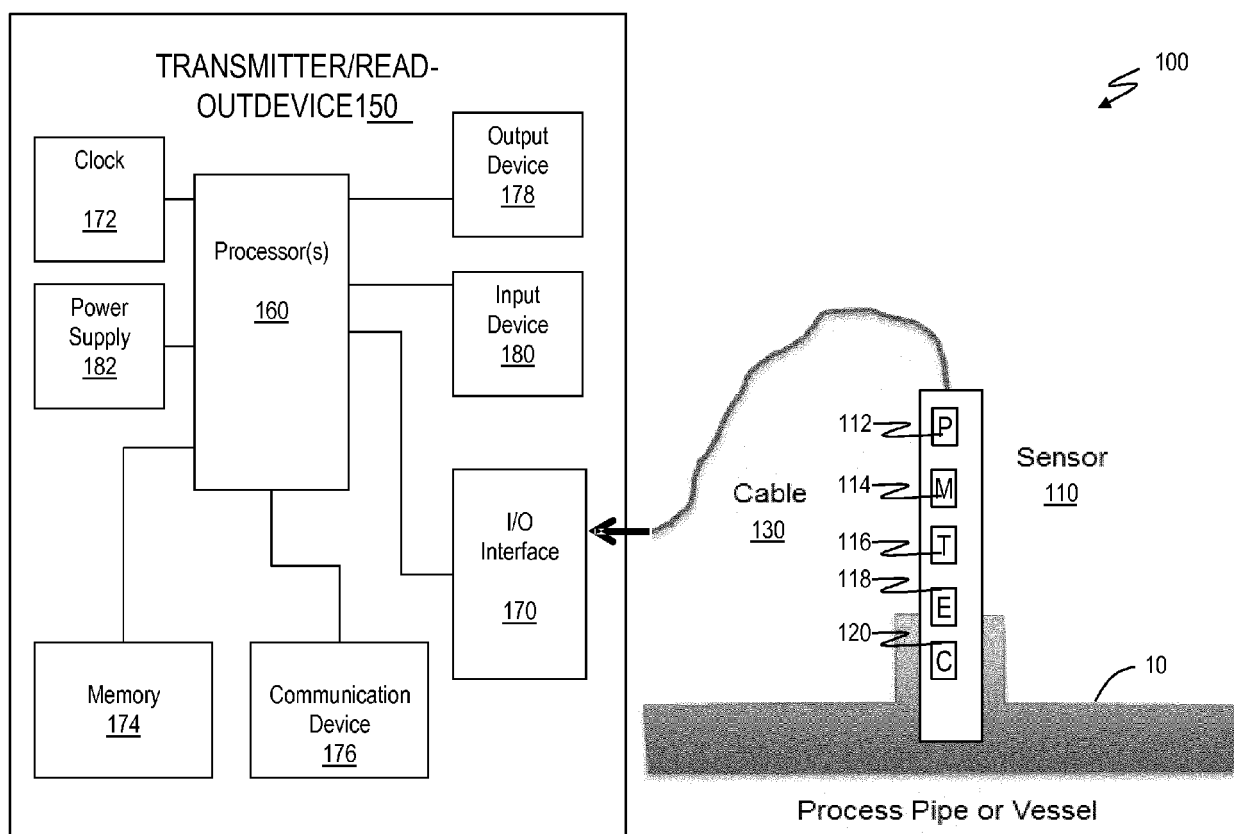 TRANSMITTER/READ-
OUTDEVICE150
100
Clock
172
Output
Device
178
Processor(s)
160
Power
Supply
182
Input
Device
180
112
P
Sensor
110
114
M
Cable
130
116
T
118
E
120
C
I/O
Interface
170
10
Memory
174
Communication
Device
176
Process Pipe or Vessel